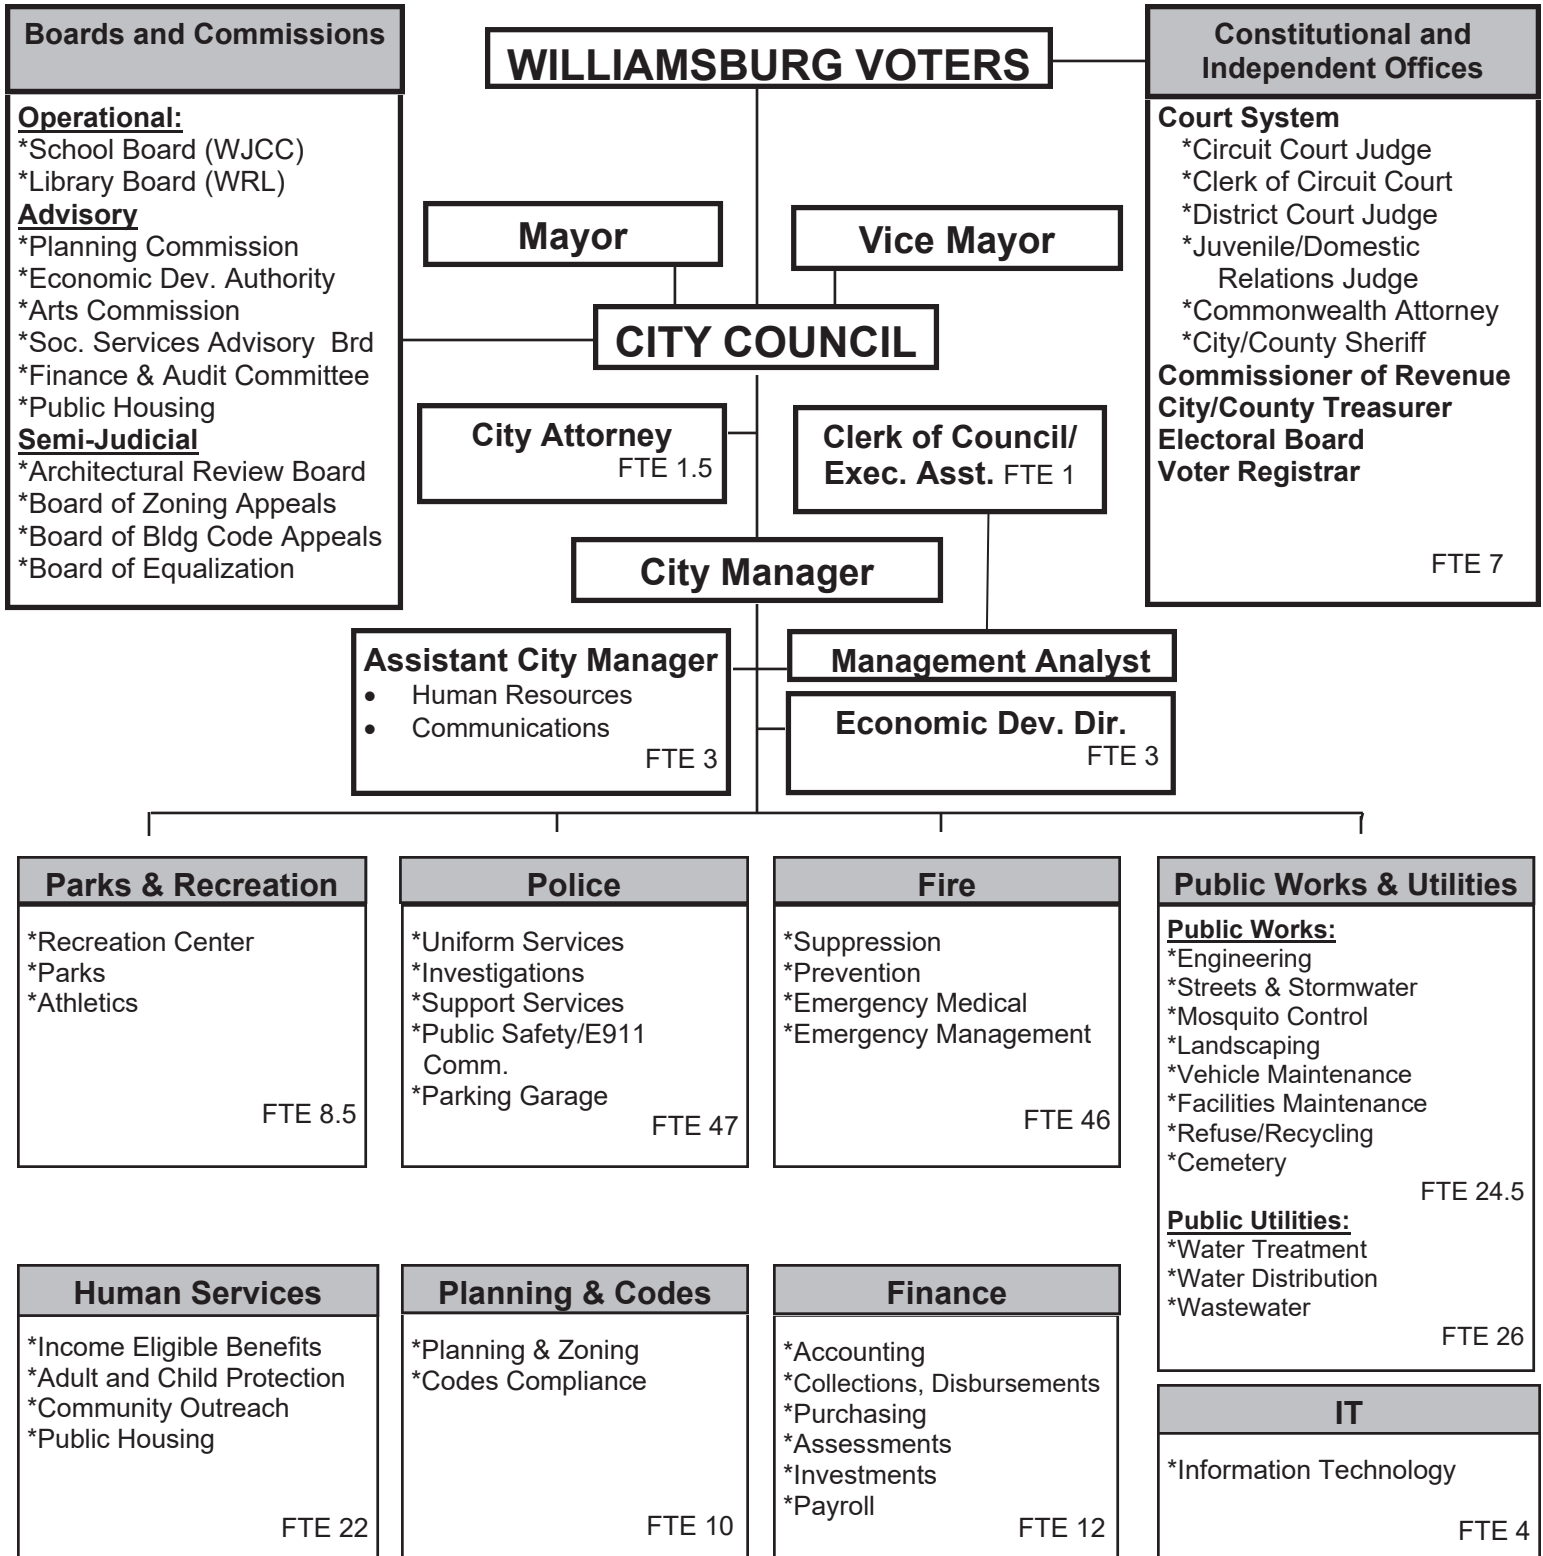 Boards and Commissions
Operational:
*School Board (WJCC)
*Library Board (WRL)
Advisory
*Planning Commission
*Economic Dev. Authority
*Arts Commission
*Soc. Services Advisory Brd
*Finance & Audit Committee
*Public Housing
Semi-Judicial
*Architectural Review Board
*Board of Zoning Appeals
*Board of Bldg Code Appeals
*Board of Equalization
WILLIAMSBURG VOTERS
Constitutional and
Independent Offices
Court System
*Circuit Court Judge
*Clerk of Circuit Court
*District Court Judge
*Juvenile/Domestic
Relations Judge
*Commonwealth Attorney
*City/County Sheriff
Commissioner of Revenue
City/County Treasurer
Electoral Board
Voter Registrar
FTE 7
Mayor
Vice Mayor
CITY COUNCIL
City Attorney
FTE 1.5
Clerk of Council/
Exec. Asst. FTE 1
City Manager
Assistant City Manager
• Human Resources
• Communications
FTE 3
Management Analyst
Economic Dev. Dir.
FTE 3
Parks & Recreation
*Recreation Center
*Parks
*Athletics
FTE 8.5
Police
*Uniform Services
*Investigations
*Support Services
*Public Safety/E911
Comm.
*Parking Garage
FTE 47
Fire
*Suppression
*Prevention
*Emergency Medical
*Emergency Management
FTE 46
Public Works & Utilities
Public Works:
*Engineering
*Streets & Stormwater
*Mosquito Control
*Landscaping
*Vehicle Maintenance
*Facilities Maintenance
*Refuse/Recycling
*Cemetery
FTE 24.5
Public Utilities:
*Water Treatment
*Water Distribution
*Wastewater
FTE 26
Human Services
*Income Eligible Benefits
*Adult and Child Protection
*Community Outreach
*Public Housing
FTE 22
Planning & Codes
*Planning & Zoning
*Codes Compliance
FTE 10
Finance
*Accounting
*Collections, Disbursements
*Purchasing
*Assessments
*Investments
*Payroll
FTE 12
IT
*Information Technology
FTE 4